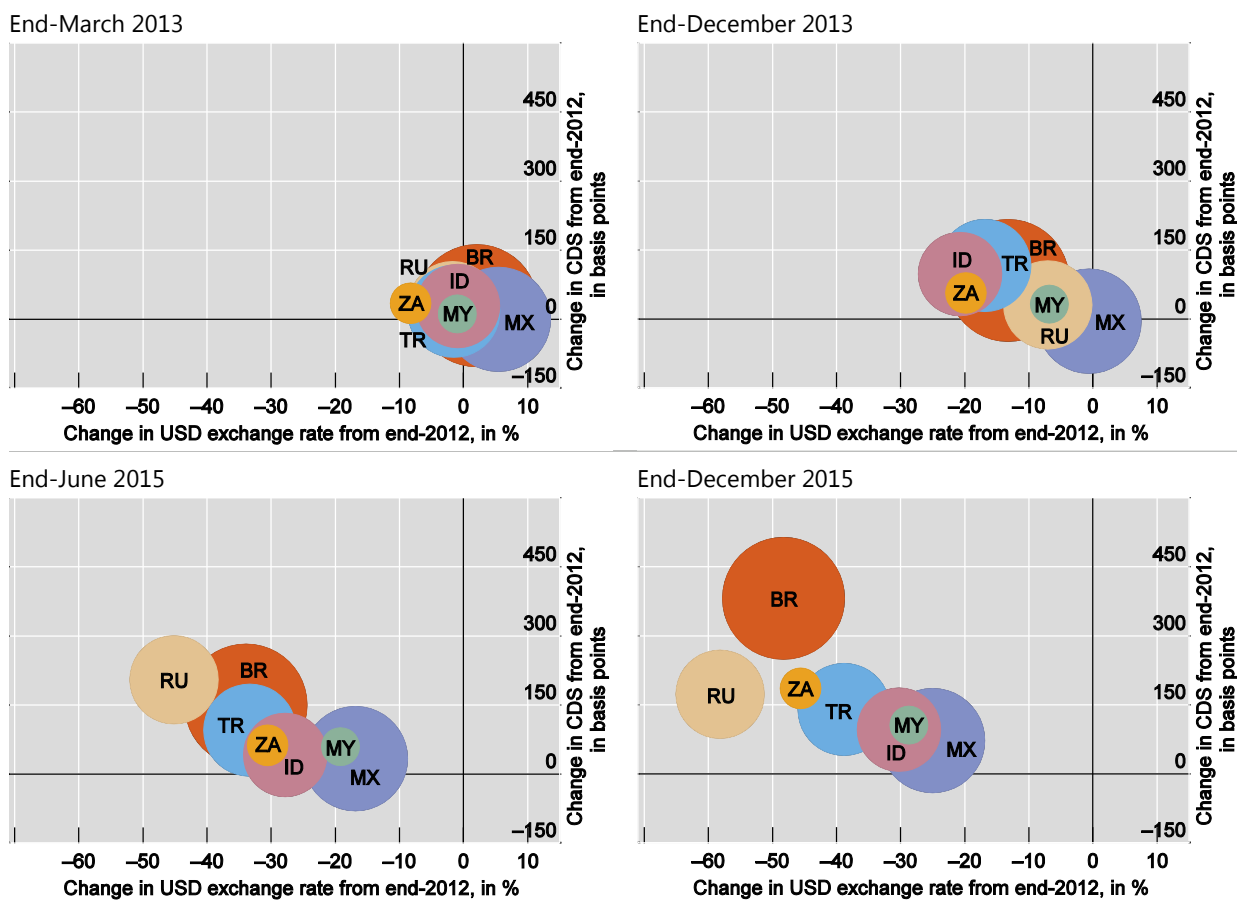 End-March 2013
450
300
150
0
–150
Change in CDS from end-2012,
in basis points
BR
RU
ID
ZA
MY
MX
TR
–60 –50 –40 –30 –20 –10 0 10
Change in USD exchange rate from end-2012, in %
End-December 2013
450
300
150
0
–150
Change in CDS from end-2012,
in basis points
BR
ID
TR
ZA
MY
RU
MX
–60 –50 –40 –30 –20 –10 0 10
Change in USD exchange rate from end-2012, in %
End-June 2015
450
300
150
0
–150
Change in CDS from end-2012,
in basis points
BR
RU
TR
ZA
MY
ID
MX
–60 –50 –40 –30 –20 –10 0 10
Change in USD exchange rate from end-2012, in %
End-December 2015
450
300
150
0
–150
Change in CDS from end-2012,
in basis points
BR
RU
ZA
TR
MY
ID
MX
–60 –50 –40 –30 –20 –10 0 10
Change in USD exchange rate from end-2012, in %